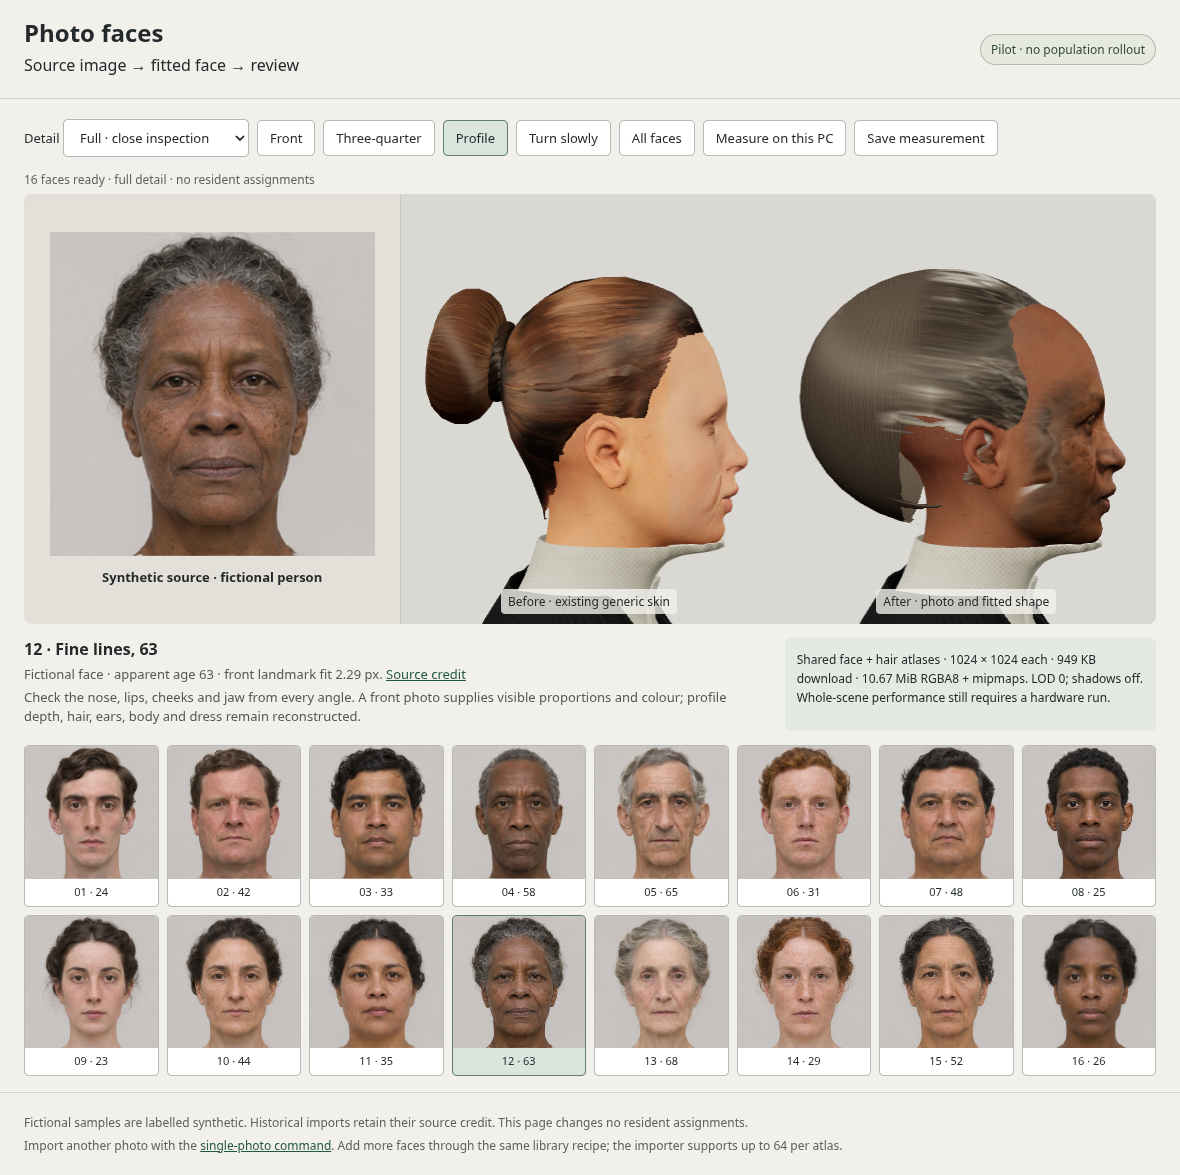 Photo faces
Source image → fitted face → review
Pilot · no population rollout
Detail Full · close inspection Front Three-quarter Profile Turn slowly All faces Measure on this PC Save measurement
16 faces ready · full detail · no resident assignments
Synthetic source · fictional person
Before · existing generic skin
After · photo and fitted shape
12 · Fine lines, 63
Fictional face · apparent age 63 · front landmark fit 2.29 px. Source credit
Check the nose, lips, cheeks and jaw from every angle. A front photo supplies visible proportions and colour; profile
depth, hair, ears, body and dress remain reconstructed.
Shared face + hair atlases · 1024 × 1024 each · 949 KB
download · 10.67 MiB RGBA8 + mipmaps. LOD 0; shadows off.
Whole-scene performance still requires a hardware run.
01 · 24
02 · 42
03 · 33
04 · 58
05 · 65
06 · 31
07 · 48
08 · 25
09 · 23
10 · 44
11 · 35
12 · 63
13 · 68
14 · 29
15 · 52
16 · 26
Fictional samples are labelled synthetic. Historical imports retain their source credit. This page changes no resident assignments.
Import another photo with the single-photo command. Add more faces through the same library recipe; the importer supports up to 64 per atlas.